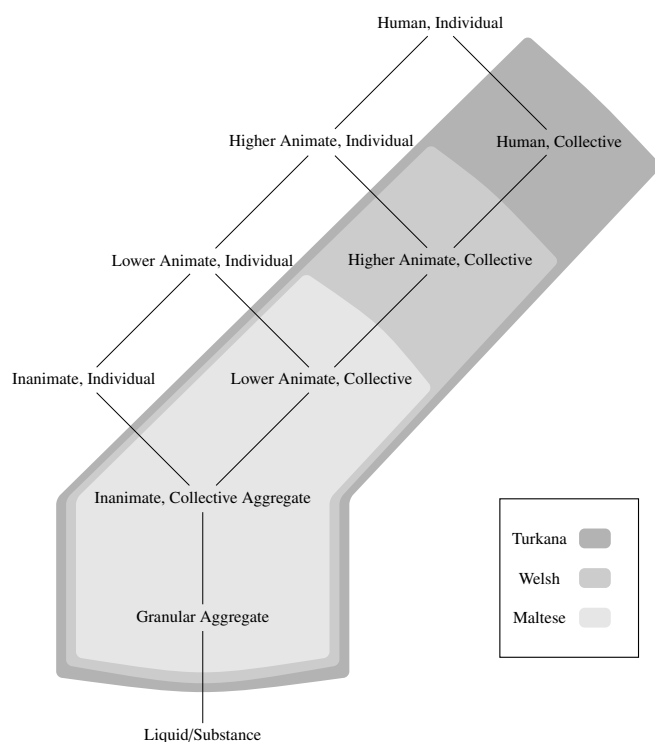 Human, Individual
Higher Animate, Individual
Human, Collective
Lower Animate, Individual
Higher Animate, Collective
Inanimate, Individual
Lower Animate, Collective
Inanimate, Collective Aggregate
Turkana
Welsh
Granular Aggregate
Maltese
Liquid/Substance